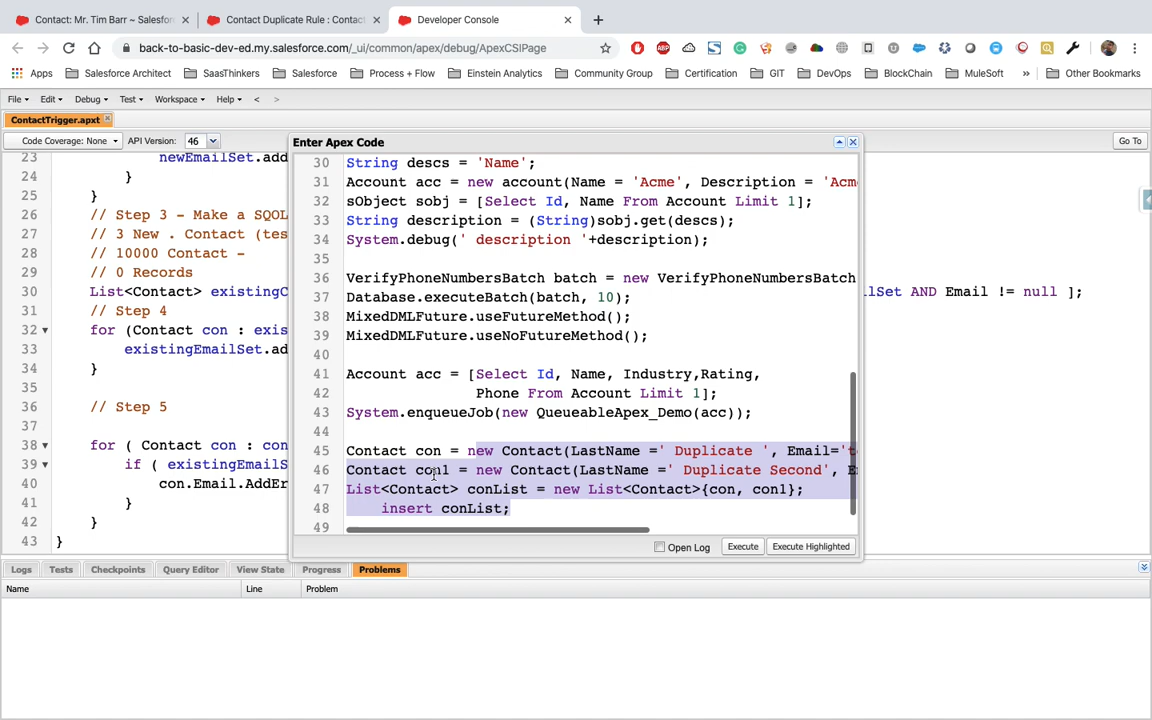 Contact: Mr. Tim Barr ~ Salesfor
Contact Duplicate Rule : Contac
Developer Console
back-to-basic-dev-ed.my.salesforce.com/_ui/common/apex/debug/ApexCSIPage
Apps
Salesforce Architect
SaasThinkers
Salesforce
Process + Flow
Einstein Analytics
Community Group
Certification
GIT
DevOps
BlockChain
MuleSoft
»
Other Bookmarks
File
Edit
Debug
Test
Workspace
Help
<
>
ContactTrigger.apxt
Code Coverage: None
API Version:
46
Go To
23 newEmailSet.add
24 }
25 }
26 // Step 3 - Make a SQOL
27 // 3 New . Contact (tes
28 // 10000 Contact -
29 // 0 Records
30 List<Contact> existingC
llSet AND Email != null ];
31 // Step 4
32 for (Contact con : exis
33 existingEmailSet.ad
34 }
35
36 // Step 5
37
38 for ( Contact con : con
39 if ( existingEmailS
40 con.Email.AddEr
41 }
42 }
43 }
Enter Apex Code
30 String descs = 'Name';
31 Account acc = new account(Name = 'Acme', Description = 'Acm
32 sObject sobj = [Select Id, Name From Account Limit 1];
33 String description = (String)sobj.get(descs);
34 System.debug(' description '+description);
35
36 VerifyPhoneNumbersBatch batch = new VerifyPhoneNumbersBatch
37 Database.executeBatch(batch, 10);
38 MixedDMLFuture.useFutureMethod();
39 MixedDMLFuture.useNoFutureMethod();
40
41 Account acc = [Select Id, Name, Industry,Rating,
42 Phone From Account Limit 1];
43 System.enqueueJob(new QueueableApex_Demo(acc));
44
45 Contact con = new Contact(LastName =' Duplicate ', Email='t
46 Contact con1 = new Contact(LastName =' Duplicate Second', E
47 List<Contact> conList = new List<Contact>{con, con1};
48 insert conList;
49
Open Log
Execute
Execute Highlighted
Logs
Tests
Checkpoints
Query Editor
View State
Progress
Problems
Name
Line
Problem